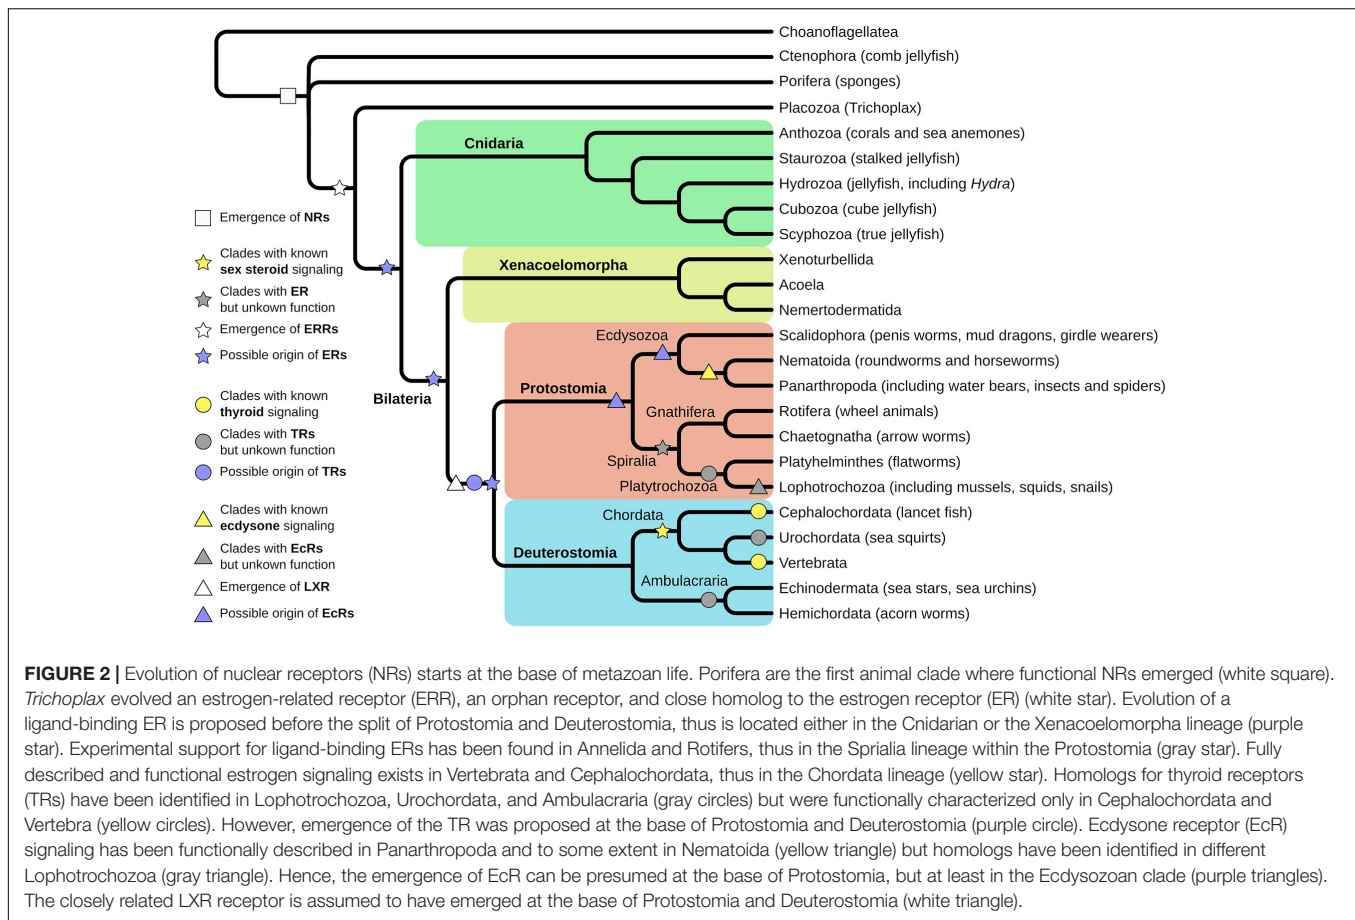 Choanoflagellatea
Ctenophora (comb jellyfish)
Porifera (sponges)
Placozoa (Trichoplax)
Cnidaria
Anthozoa (corals and sea anemones)
Staurozoa (stalked jellyfish)
Hydrozoa (jellyfish, including Hydra)
Cubozoa (cube jellyfish)
Scyphozoa (true jellyfish)
Xenacoelomorpha
Xenoturbellida
Acoela
Nemertodermatida
Bilateria
Protostomia
Ecdysozoa
Scalidophora (penis worms, mud dragons, girdle wearers)
Nematoida (roundworms and horseworms)
Panarthropoda (including water bears, insects and spiders)
Gnathifera
Rotifera (wheel animals)
Chaetognatha (arrow worms)
Spiralia
Platyhelminthes (flatworms)
Platytrochozoa
Lophotrochozoa (including mussels, squids, snails)
Deuterostomia
Chordata
Cephalochordata (lancet fish)
Urochordata (sea squirts)
Vertebrata
Ambulacraria
Echinodermata (sea stars, sea urchins)
Hemichordata (acorn worms)
Emergence of NRs
Clades with known
sex steroid signaling
Clades with ER
but unkown function
Emergence of ERRs
Possible origin of ERs
Clades with known
thyroid signaling
Clades with TRs
but unkown function
Possible origin of TRs
Clades with known
ecdysone signaling
Clades with EcRs
but unknown function
Emergence of LXR
Possible origin of EcRs
FIGURE 2 | Evolution of nuclear receptors (NRs) starts at the base of metazoan life. Porifera are the first animal clade where functional NRs emerged (white square).
Trichoplax evolved an estrogen-related receptor (ERR), an orphan receptor, and close homolog to the estrogen receptor (ER) (white star). Evolution of a
ligand-binding ER is proposed before the split of Protostomia and Deuterostomia, thus is located either in the Cnidarian or the Xenacoelomorpha lineage (purple
star). Experimental support for ligand-binding ERs has been found in Annelida and Rotifers, thus in the Sprialia lineage within the Protostomia (gray star). Fully
described and functional estrogen signaling exists in Vertebrata and Cephalochordata, thus in the Chordata lineage (yellow star). Homologs for thyroid receptors
(TRs) have been identified in Lophotrochozoa, Urochordata, and Ambulacraria (gray circles) but were functionally characterized only in Cephalochordata and
Vertebra (yellow circles). However, emergence of the TR was proposed at the base of Protostomia and Deuterostomia (purple circle). Ecdysone receptor (EcR)
signaling has been functionally described in Panarthropoda and to some extent in Nematoida (yellow triangle) but homologs have been identified in different
Lophotrochozoa (gray triangle). Hence, the emergence of EcR can be presumed at the base of Protostomia, but at least in the Ecdysozoan clade (purple triangles).
The closely related LXR receptor is assumed to have emerged at the base of Protostomia and Deuterostomia (white triangle).